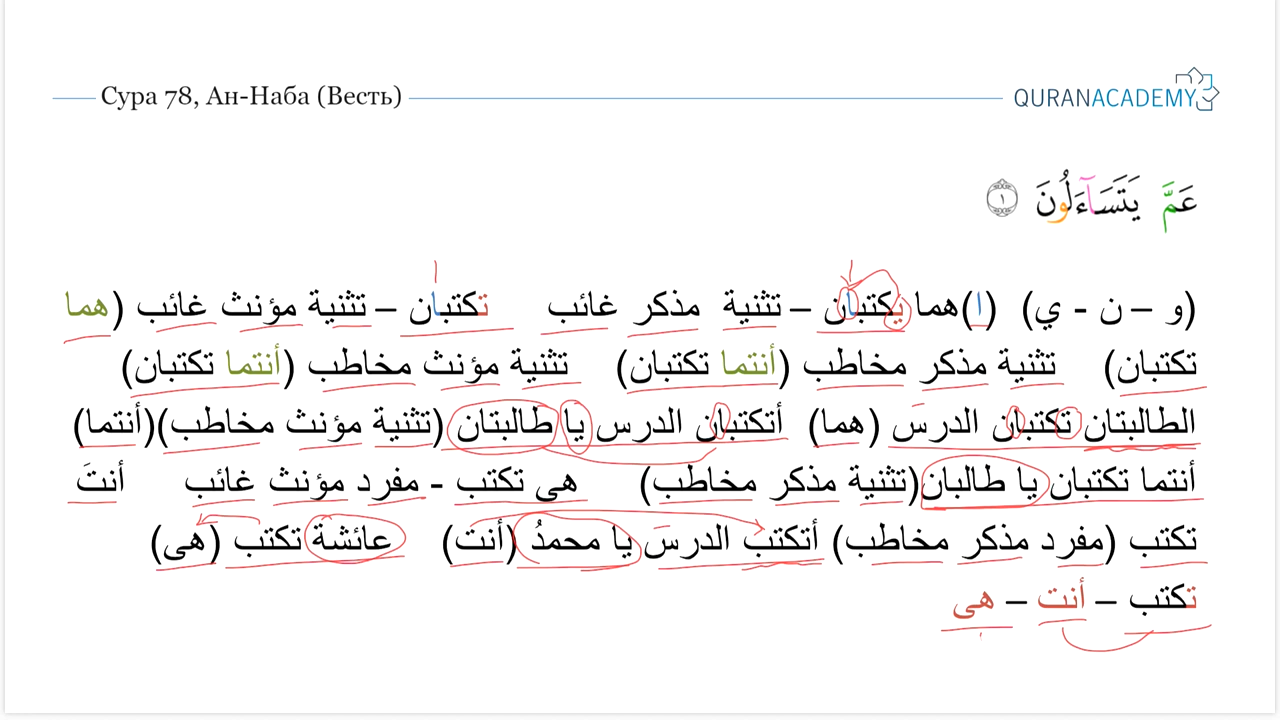 Сура 78, Ан-Наба (Весть)
QURANACADEMY
عَمَّ يَتَسَآءَلُونَ ١
(و – ن - ي) (ا)هما يكتبان – تثنية مذكر غائب تكتبان – تثنية مؤنث غائب (هما
تكتبان) تثنية مذكر مخاطب (أنتما تكتبان) تثنية مؤنث مخاطب (أنتما تكتبان)
الطالبتان تكتبان الدرسَ (هما) أتكتبان الدرس يا طالبتان (تثنية مؤنث مخاطب)(أنتما)
أنتما تكتبان يا طالبان(تثنية مذكر مخاطب) هى تكتب - مفرد مؤنث غائب أنتَ
تكتب (مفرد مذكر مخاطب) أتكتب الدرسَ يا محمدُ (أنت) عائشة تكتب (هى)
تكتب – أنت – هى